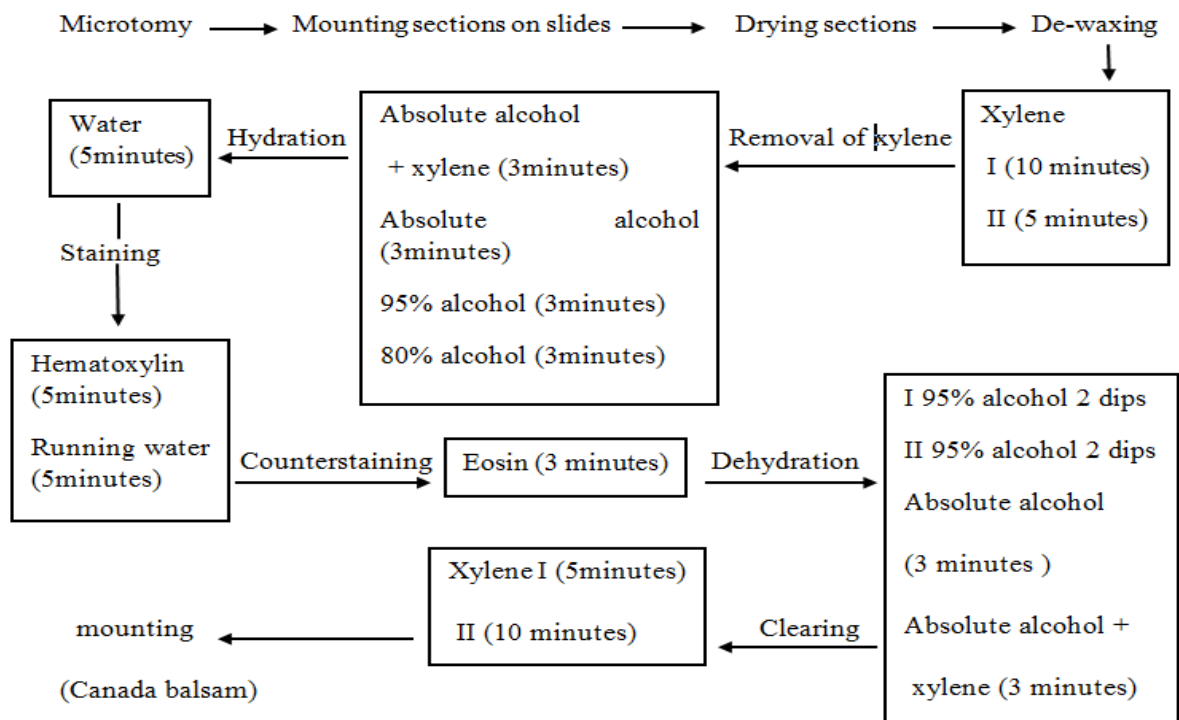 Microtomy
Mounting sections on slides
Drying sections
De-waxing
Xylene
I (10 minutes)
II (5 minutes)
Removal of xylene
Absolute alcohol
+ xylene (3minutes)
Absolute alcohol
(3minutes)
95% alcohol (3minutes)
80% alcohol (3minutes)
Hydration
Water
(5minutes)
Staining
Hematoxylin
(5minutes)
Running water
(5minutes)
Counterstaining
Eosin (3 minutes)
Dehydration
I 95% alcohol 2 dips
II 95% alcohol 2 dips
Absolute alcohol
(3 minutes )
Absolute alcohol +
xylene (3 minutes)
Clearing
Xylene I (5minutes)
II (10 minutes)
mounting
(Canada balsam)